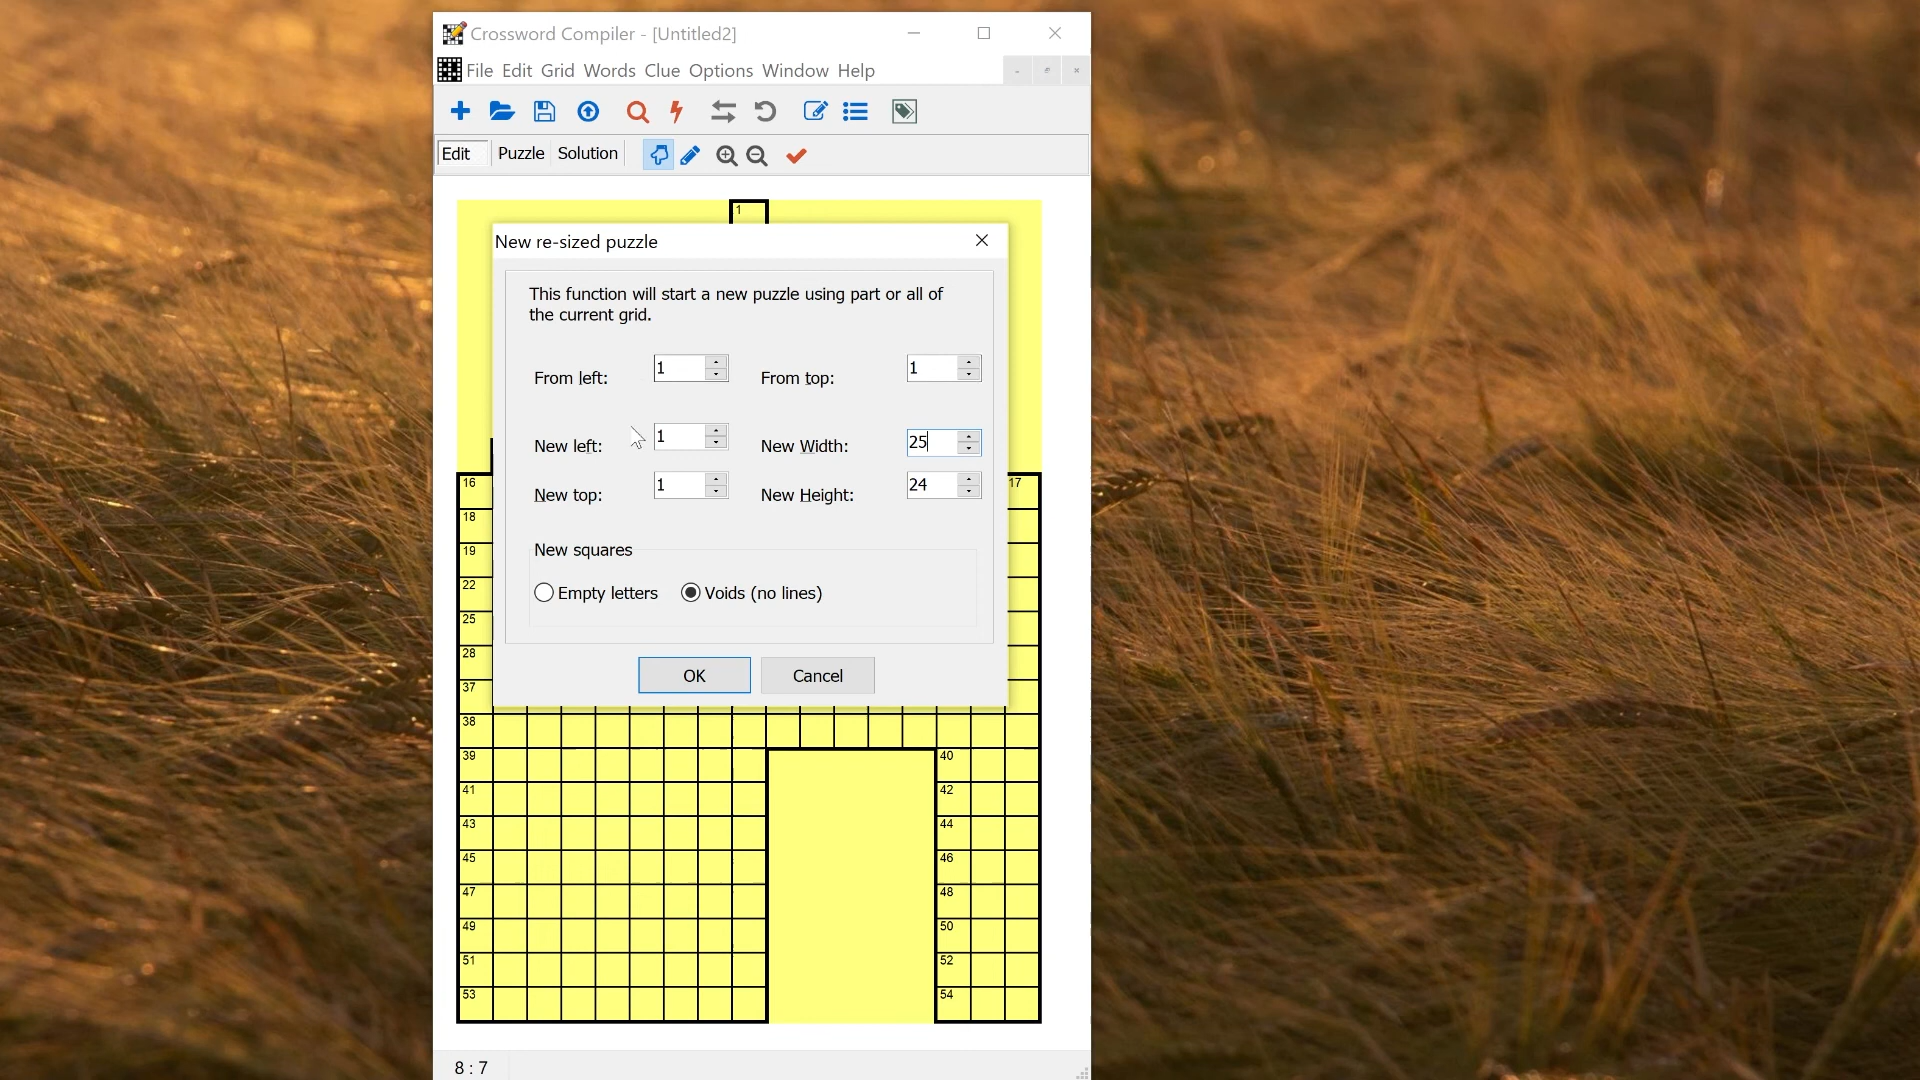 Crossword Compiler - [Untitled2]
File Edit Grid Words Clue Options Window Help
Edit Puzzle Solution
1
New re-sized puzzle
This function will start a new puzzle using part or all of
the current grid.
From left: 1 From top: 1
New left: 1 New Width: 25
New top: 1 New Height: 24
New squares
Empty letters Voids (no lines)
OK Cancel
16 17
18
19
22
25
28
37
38
39 40
41 42
43 44
45 46
47 48
49 50
51 52
53 54
8 : 7